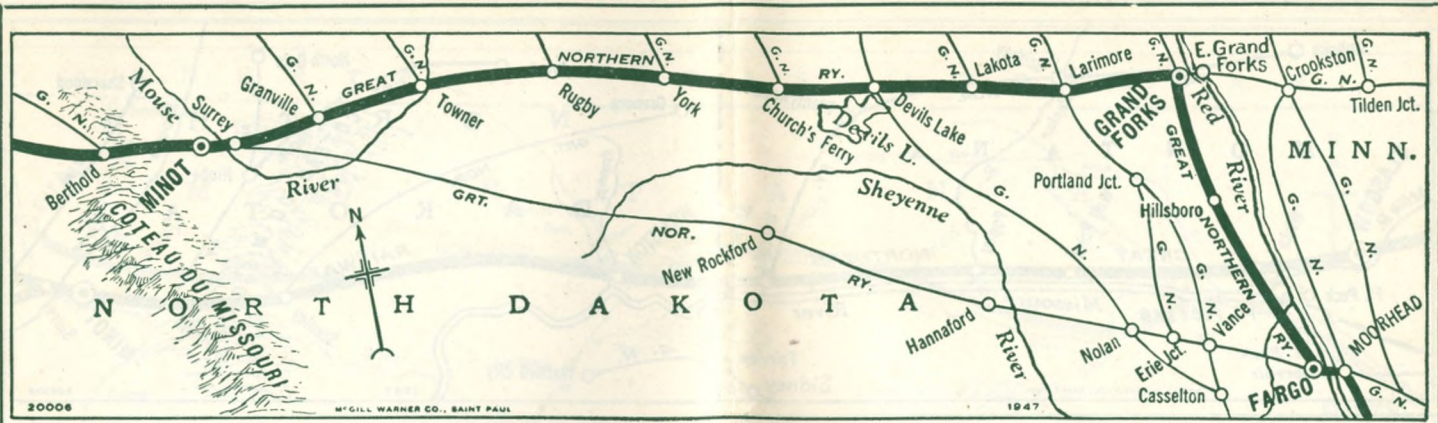 G. N.
Mouse
Surrey
G. N.
Granville
GREAT
G. N.
Towner
NORTHERN
Rugby
G. N.
York
G. N.
RY.
Church's Ferry
Devils L.
Devils Lake
G. N.
Lakota
G. N.
Larimore
G. N.
GRAND
FORKS
E. Grand
Forks
Red
River
Crookston
G. N.
G. N.
G. N.
Tilden Jct.
MINN.
Berthold
MINOT
River
COTEAU DU MISSOURI
N
GRT.
NOR.
RY.
New Rockford
Sheyenne
River
G. N.
Portland Jct.
Hillsboro
GREAT
NORTHERN
RY.
G. N.
G. N.
G. N.
G. N.
NORTH DAKOTA
Hannaford
Nolan
Erie Jct.
Vance
Casselton
FARGO
MOORHEAD
G. N.
20006
McGILL WARNER CO., SAINT PAUL
1947